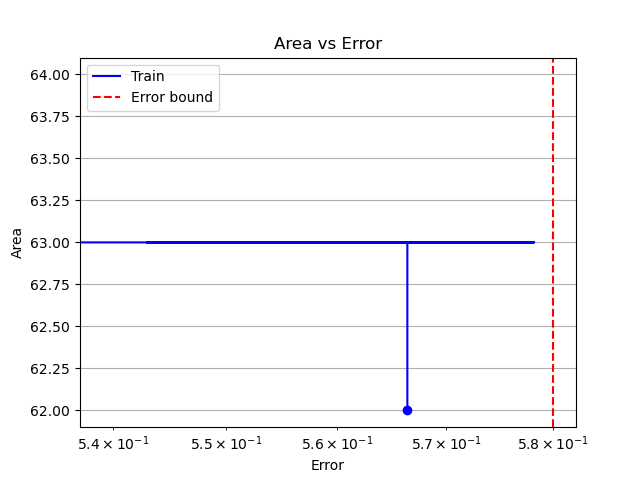 Area vs Error
Train
Error bound
64.00
63.75
63.50
63.25
63.00
62.75
62.50
62.25
62.00
Area
5.4 × 10⁻¹ 5.5 × 10⁻¹ 5.6 × 10⁻¹ 5.7 × 10⁻¹ 5.8 × 10⁻¹
Error